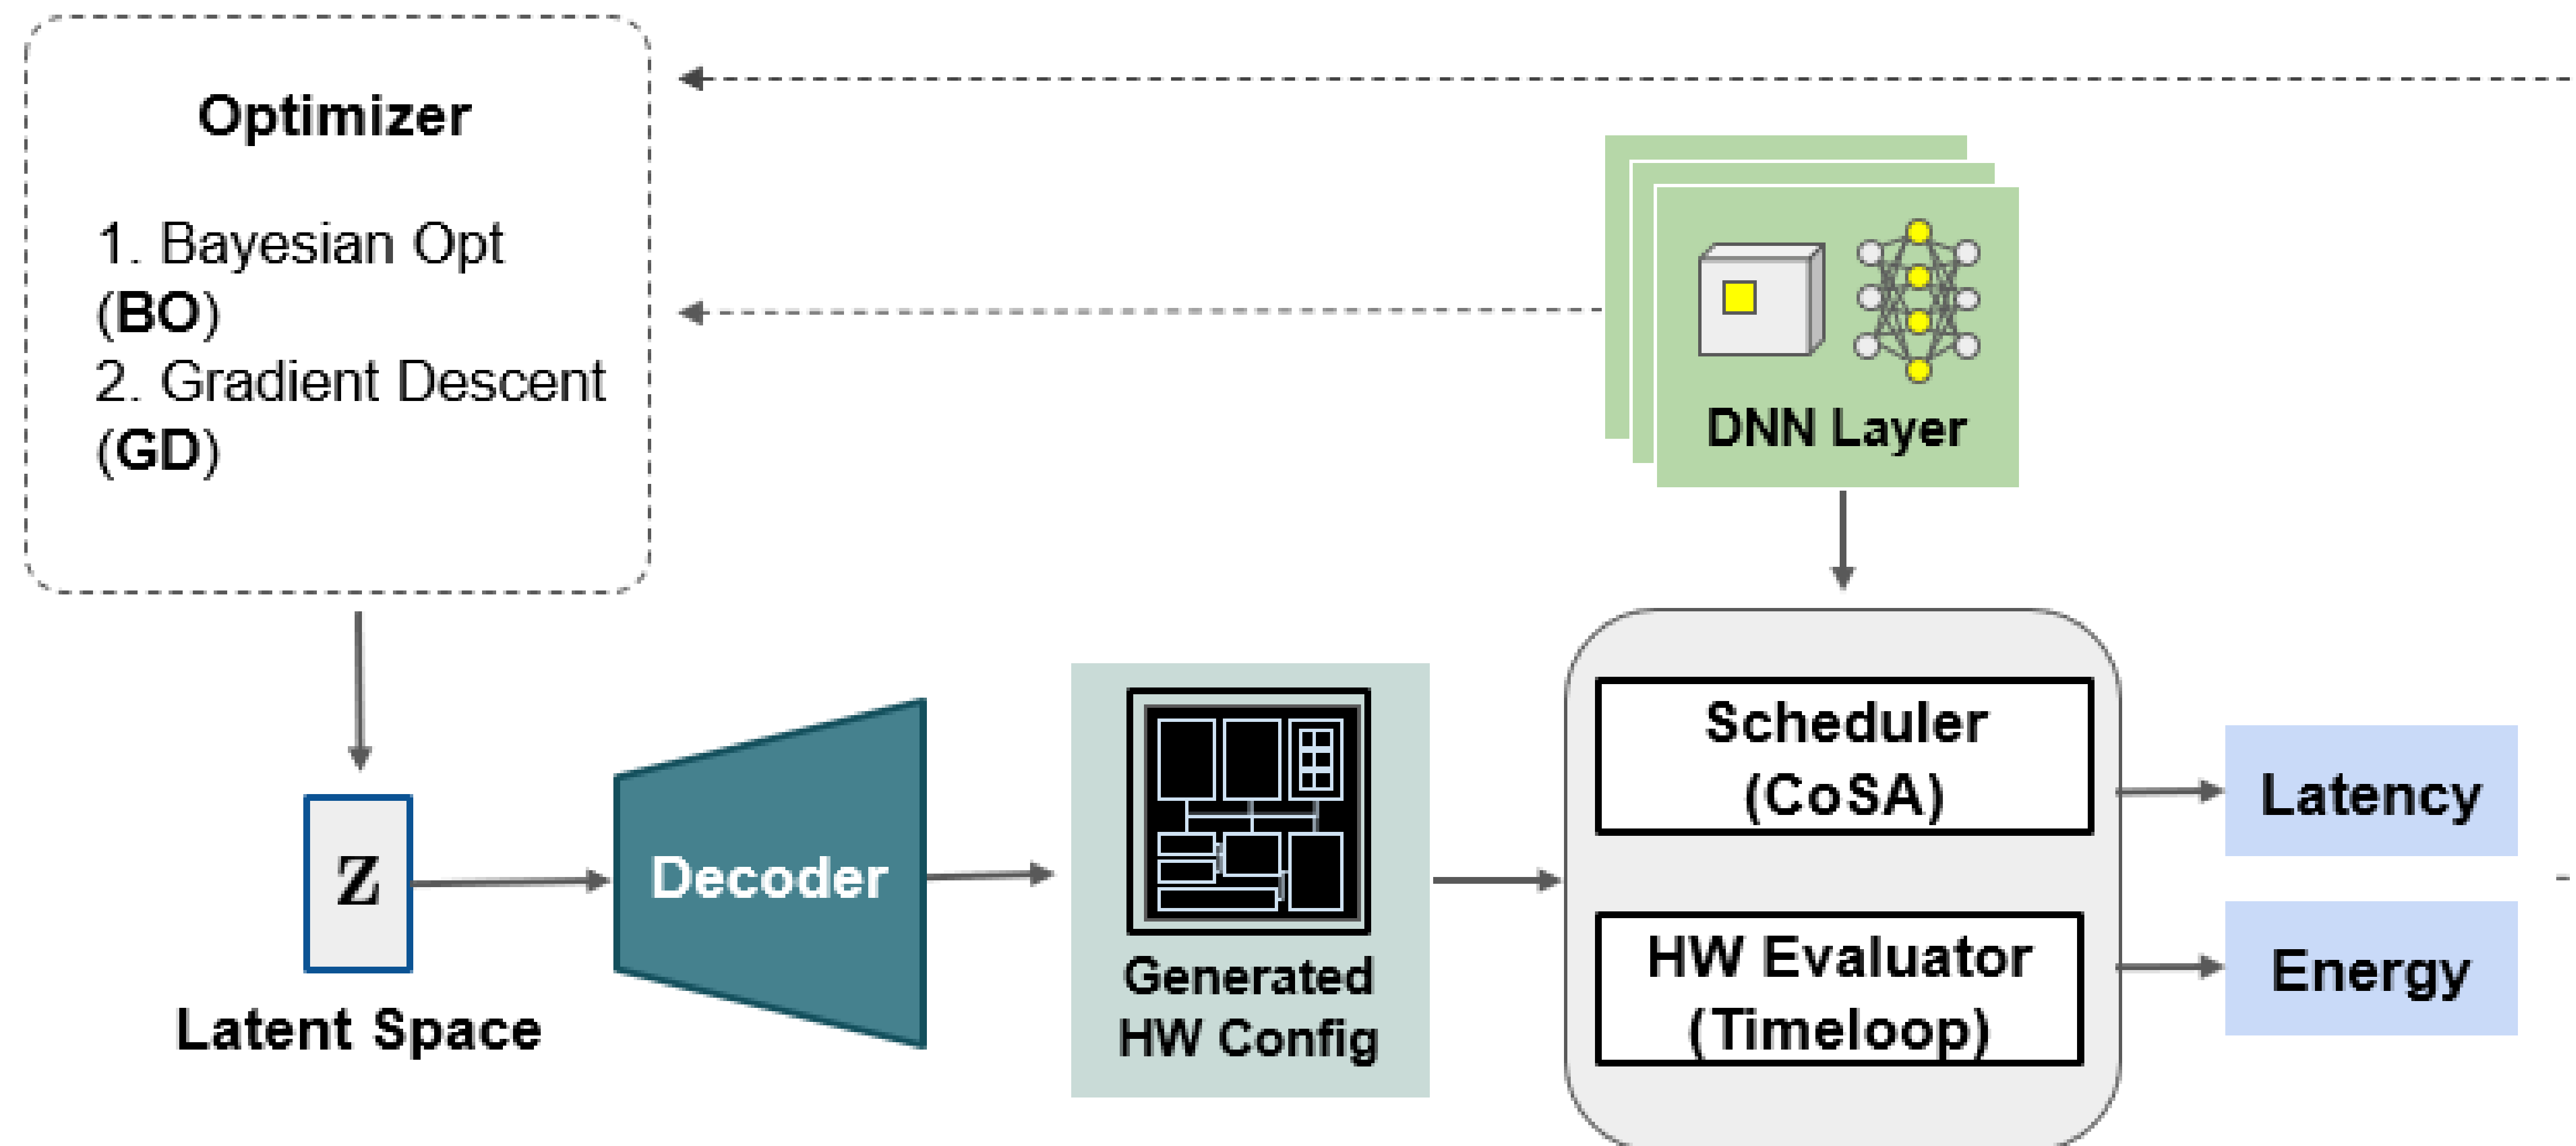 Optimizer
1. Bayesian Opt
(BO)
2. Gradient Descent
(GD)
DNN Layer
Z
Latent Space
Decoder
Generated
HW Config
Scheduler
(CoSA)
HW Evaluator
(Timeloop)
Latency
Energy